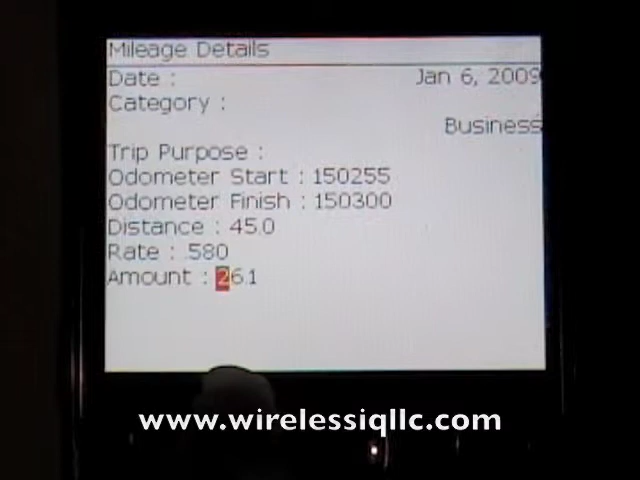 Mileage Details
Date : Jan 6, 2009
Category :
Business
Trip Purpose :
Odometer Start : 150255
Odometer Finish : 150300
Distance : 45.0
Rate : .580
Amount : 26.1
www.wirelessiqllc.com